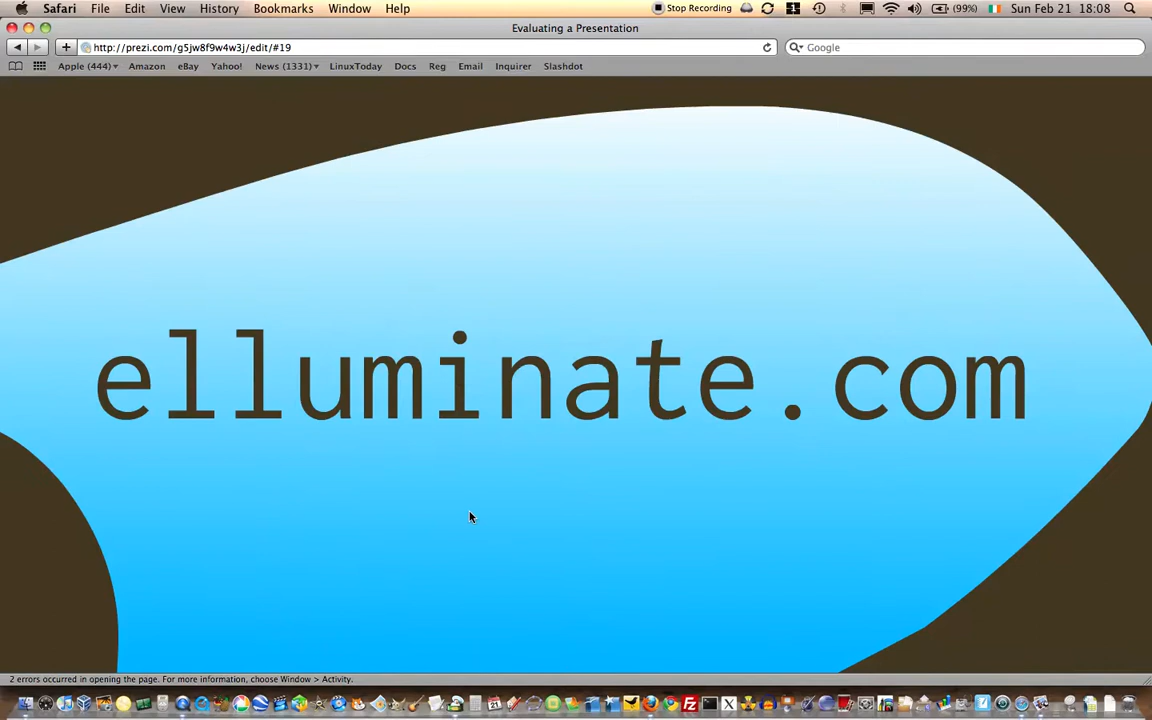 Safari File Edit View History Bookmarks Window Help Stop Recording 1 (99%) Sun Feb 21 18:08
Evaluating a Presentation
http://prezi.com/g5jw8f9w4w3j/edit/#19 Google
Apple (444) Amazon eBay Yahoo! News (1331) LinuxToday Docs Reg Email Inquirer Slashdot
elluminate.com
2 errors occurred in opening the page. For more information, choose Window > Activity.